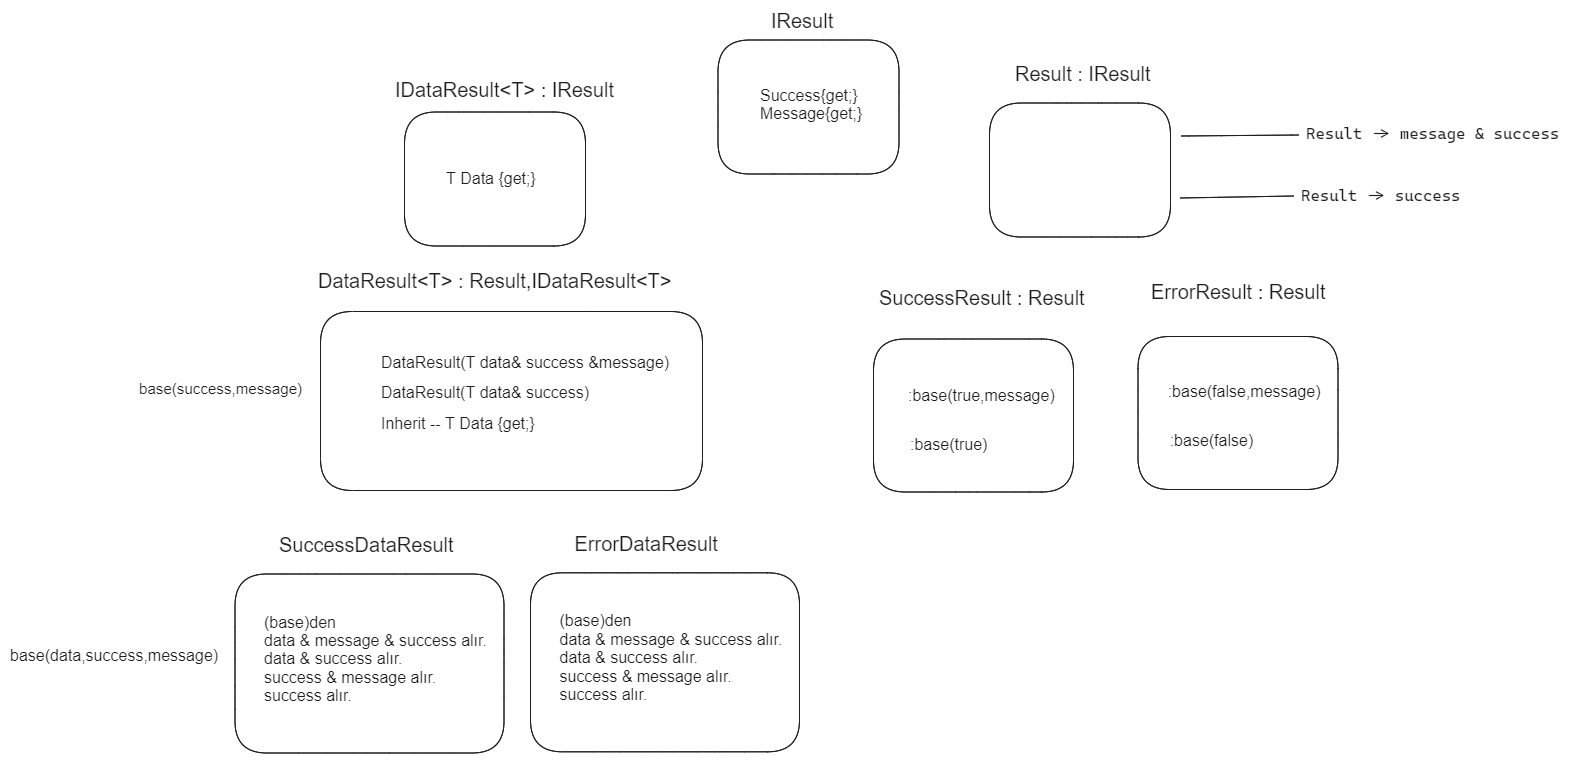 IResult
Success{get;}
Message{get;}
IDataResult<T> : IResult
T Data {get;}
Result : IResult
Result -> message & success
Result -> success
DataResult<T> : Result,IDataResult<T>
base(success,message)
DataResult(T data& success &message)
DataResult(T data& success)
Inherit -- T Data {get;}
SuccessResult : Result
:base(true,message)
:base(true)
ErrorResult : Result
:base(false,message)
:base(false)
SuccessDataResult
base(data,success,message)
(base)den
data & message & success alır.
data & success alır.
success & message alır.
success alır.
ErrorDataResult
(base)den
data & message & success alır.
data & success alır.
success & message alır.
success alır.